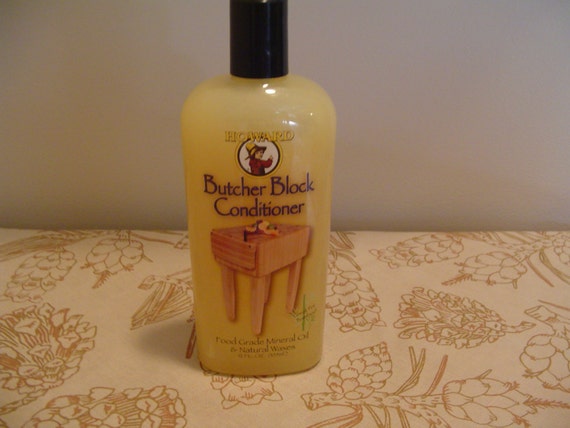 HOWARD
Butcher Block
Conditioner
Food Grade Mineral Oil
& Natural Waxes